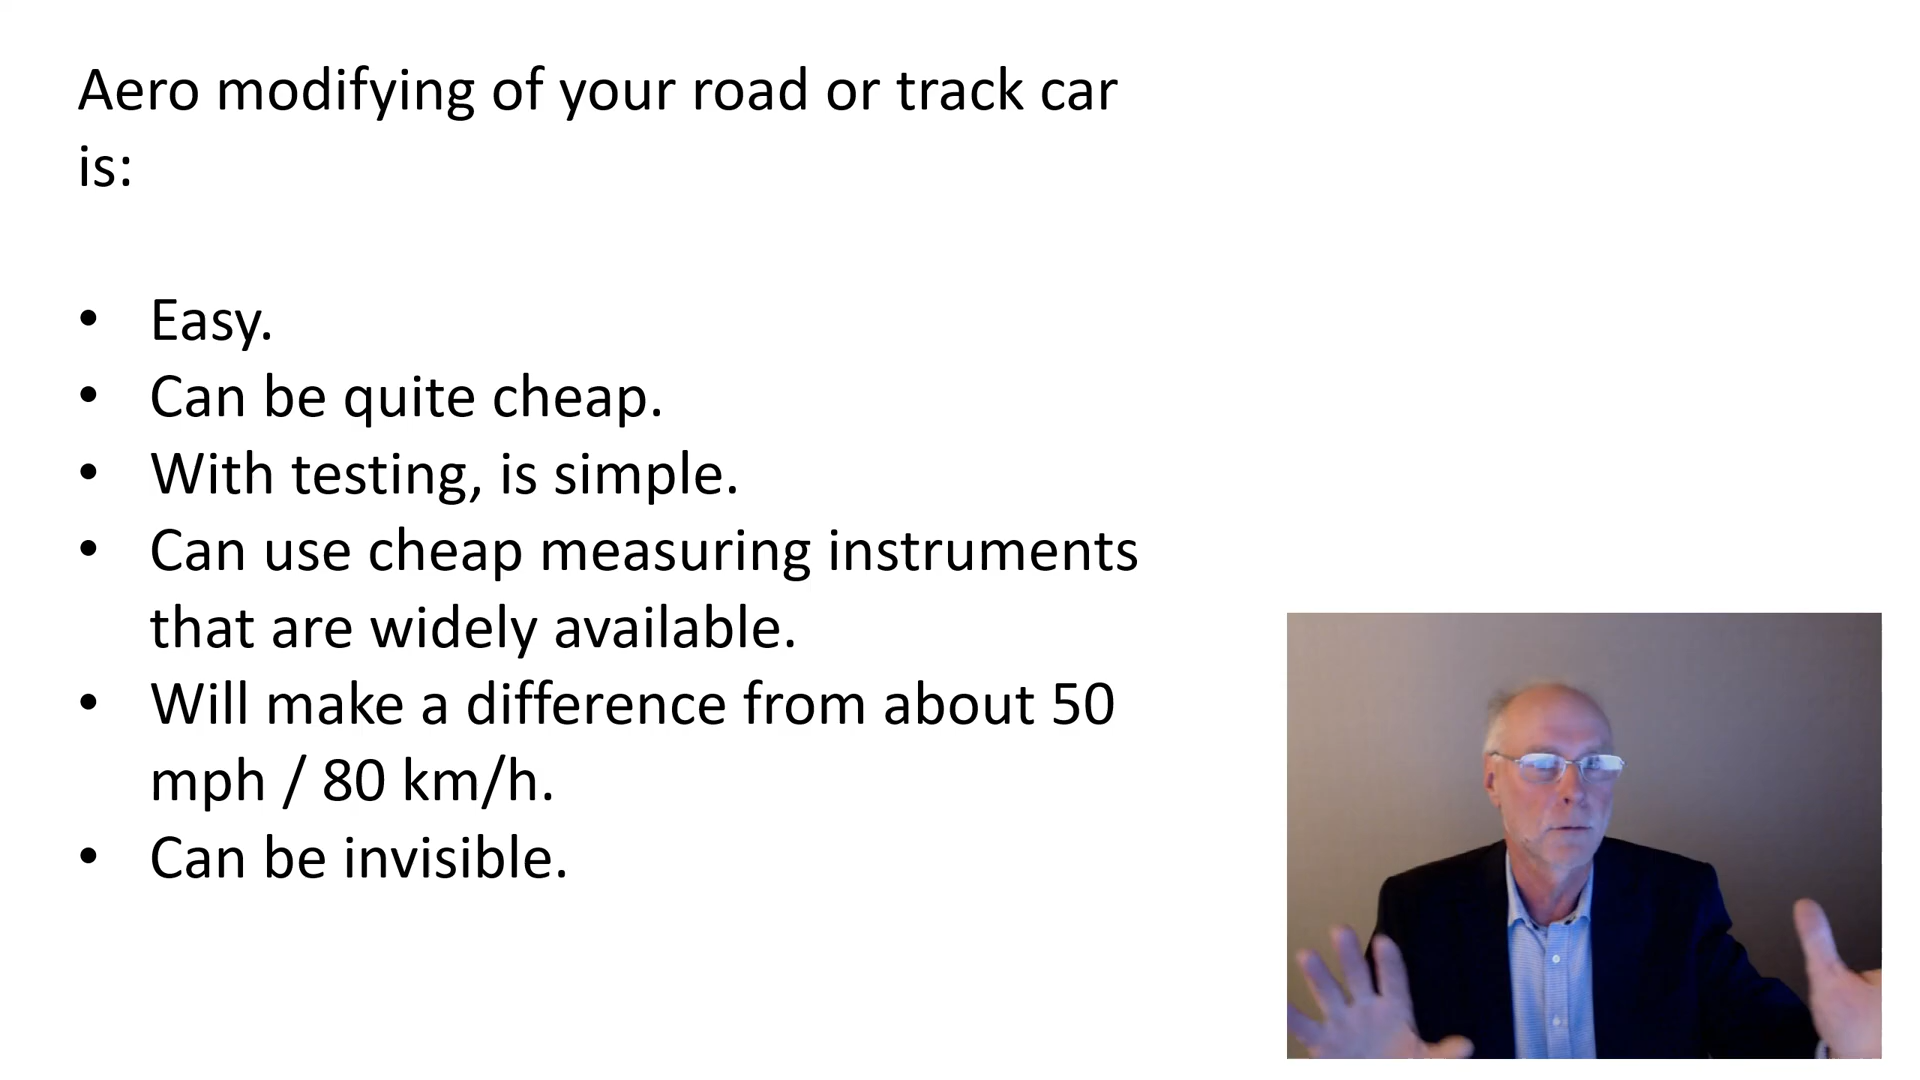 Aero modifying of your road or track car
is:
• Easy.
• Can be quite cheap.
• With testing, is simple.
• Can use cheap measuring instruments
that are widely available.
• Will make a difference from about 50
mph / 80 km/h.
• Can be invisible.